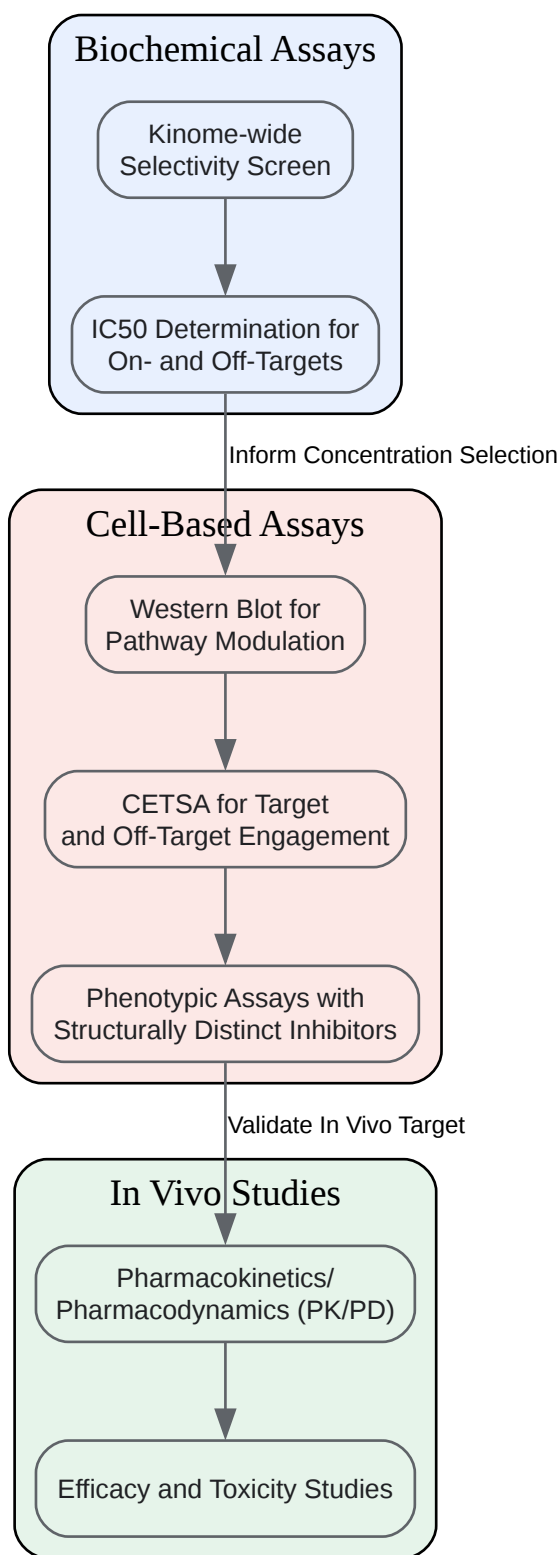 Biochemical Assays
Kinome-wide
Selectivity Screen
IC50 Determination for
On- and Off-Targets
Inform Concentration Selection
Cell-Based Assays
Western Blot for
Pathway Modulation
CETSA for Target
and Off-Target Engagement
Phenotypic Assays with
Structurally Distinct Inhibitors
Validate In Vivo Target
In Vivo Studies
Pharmacokinetics/
Pharmacodynamics (PK/PD)
Efficacy and Toxicity Studies